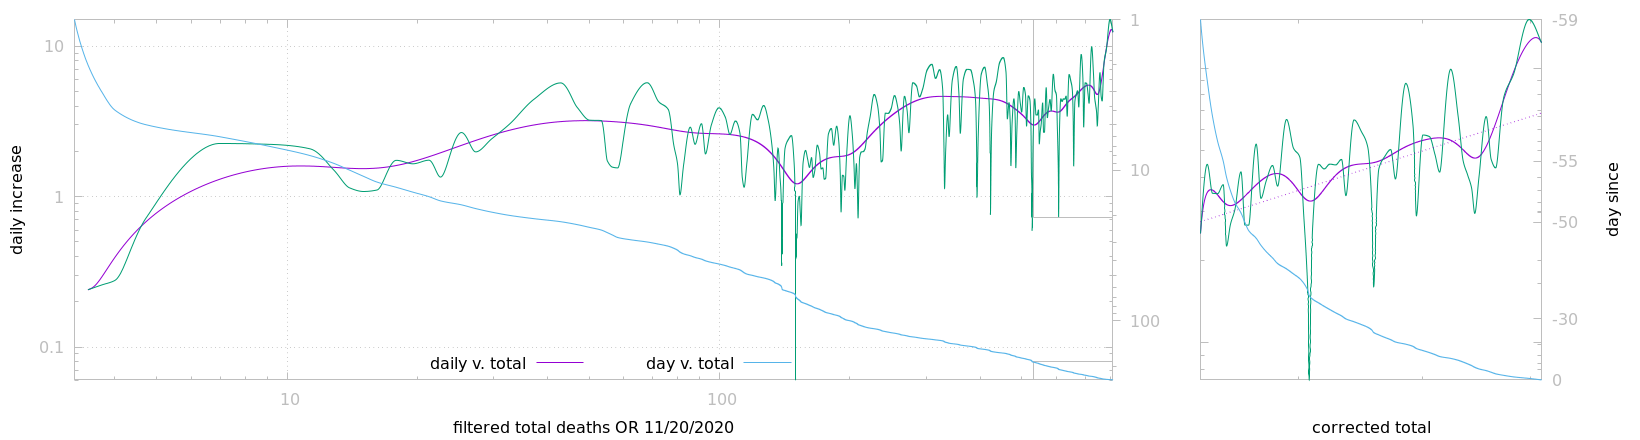 daily increase
10
1
0.1
daily v. total
day v. total
10
100
filtered total deaths OR 11/20/2020
1
10
100
-59
-55
-50
-30
0
day since
corrected total